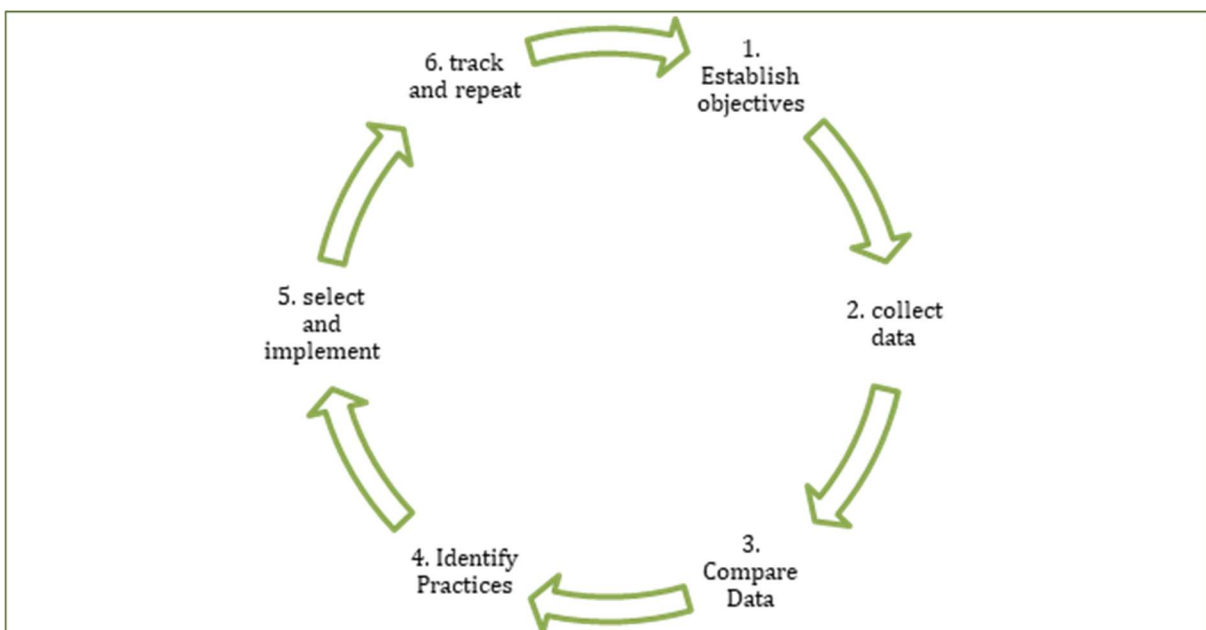 1.
Establish
objectives
2. collect
data
3.
Compare
Data
4. Identify
Practices
5. select
and
implement
6. track
and repeat